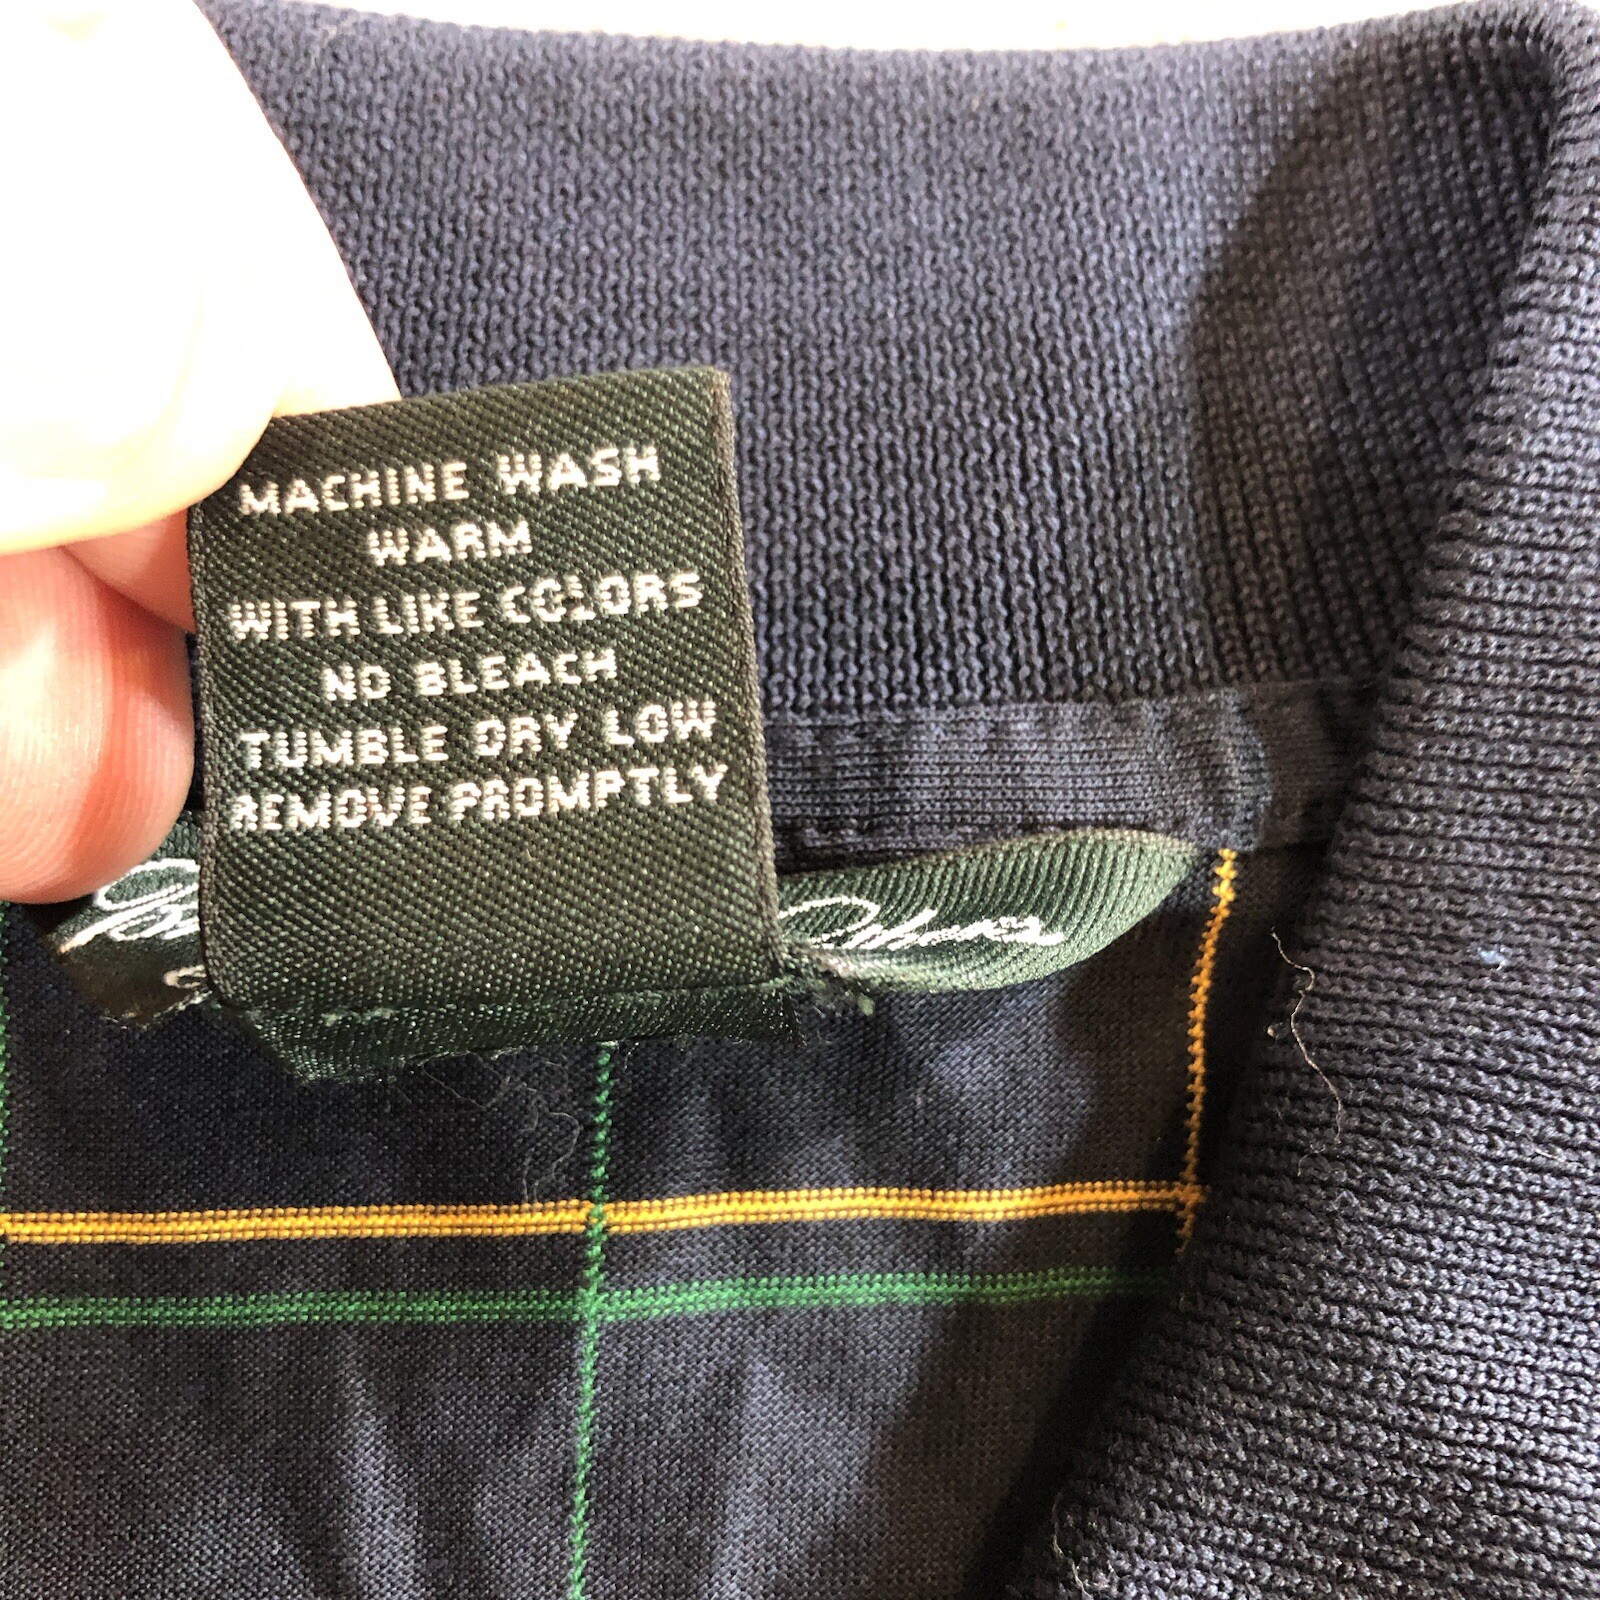 MACHINE WASH
WARM
WITH LIKE COLORS
NO BLEACH
TUMBLE DRY LOW
REMOVE PROMPTLY